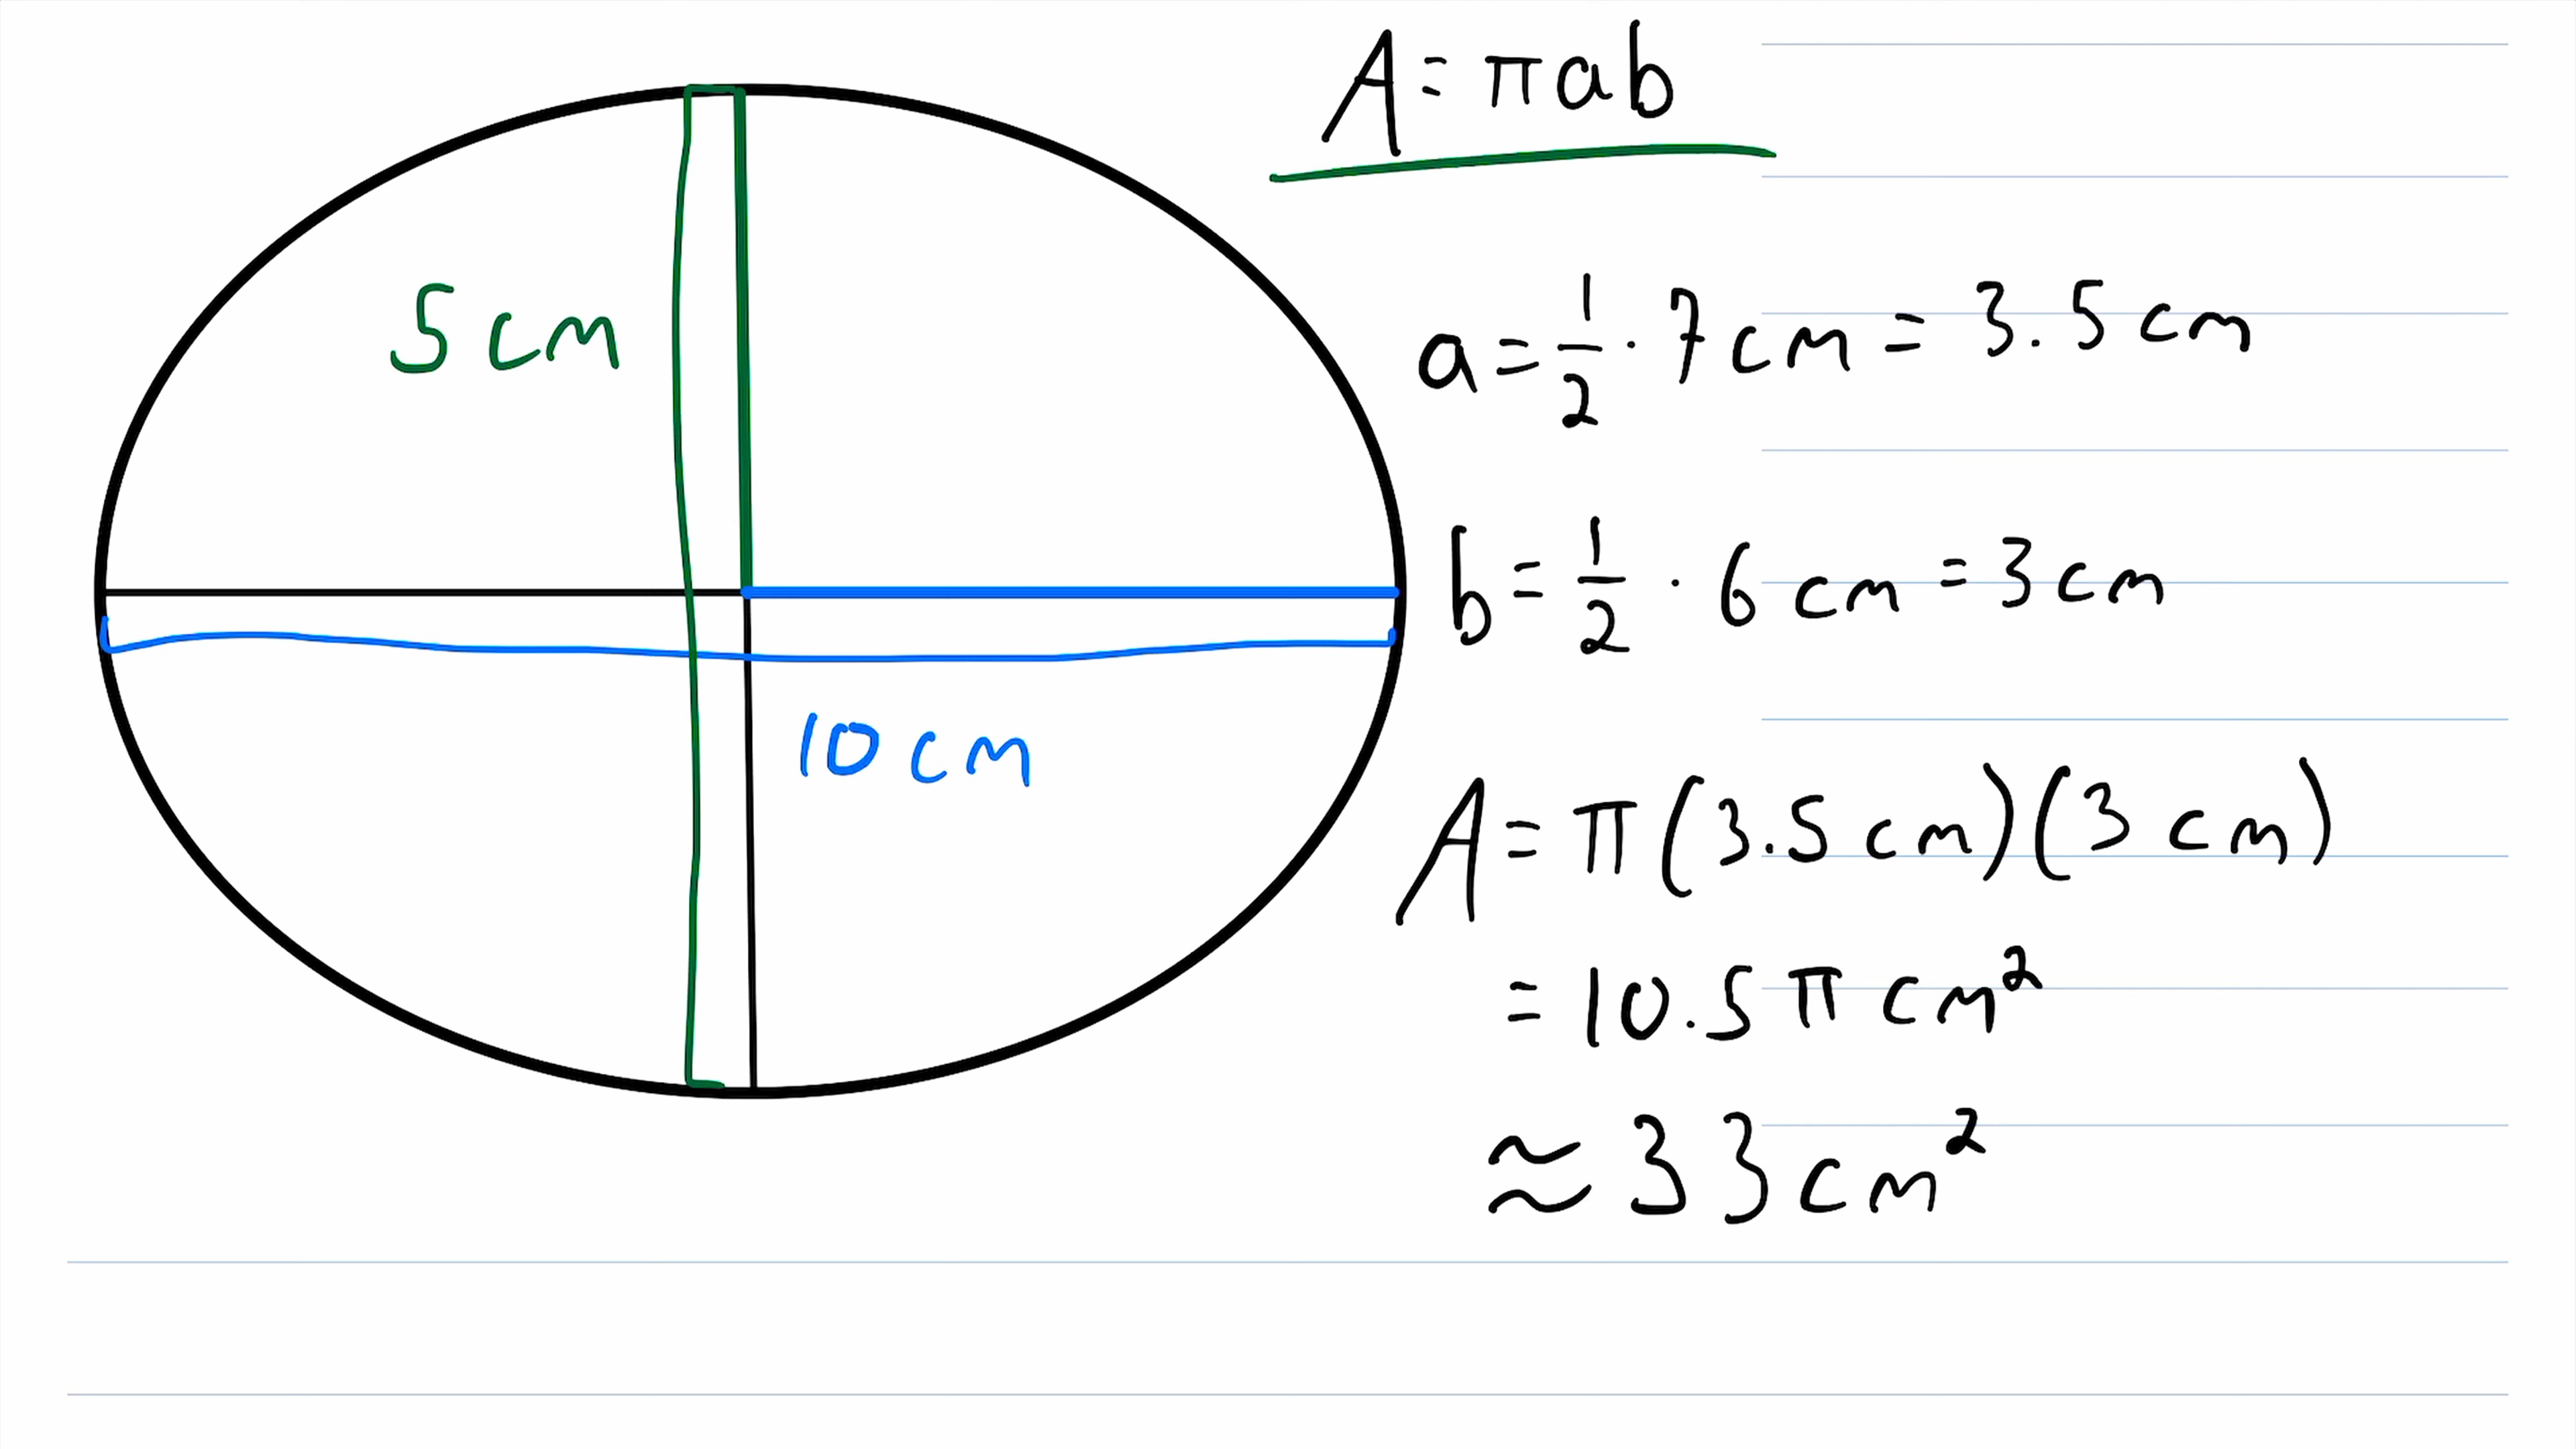 A = πab
5 cm
a = 1/2 · 7 cm = 3.5 cm
b = 1/2 · 6 cm = 3 cm
10 cm
A = π (3.5 cm)(3 cm)
= 10.5 π cm²
≈ 33 cm²